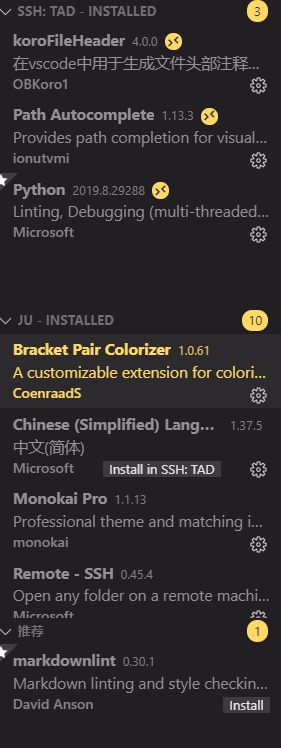 SSH: TAD - INSTALLED 3
koroFileHeader 4.0.0
在vscode中用于生成文件头部注释...
OBKoro1
Path Autocomplete 1.13.3
Provides path completion for visual...
ionutvmi
Python 2019.8.29288
Linting, Debugging (multi-threaded...
Microsoft
JU - INSTALLED 10
Bracket Pair Colorizer 1.0.61
A customizable extension for colori...
CoenraadS
Chinese (Simplified) Lang... 1.37.5
中文(简体)
Microsoft Install in SSH: TAD
Monokai Pro 1.1.13
Professional theme and matching i...
monokai
Remote - SSH 0.45.4
Open any folder on a remote machi...
Microsoft
推荐 1
markdownlint 0.30.1
Markdown linting and style checkin...
David Anson Install